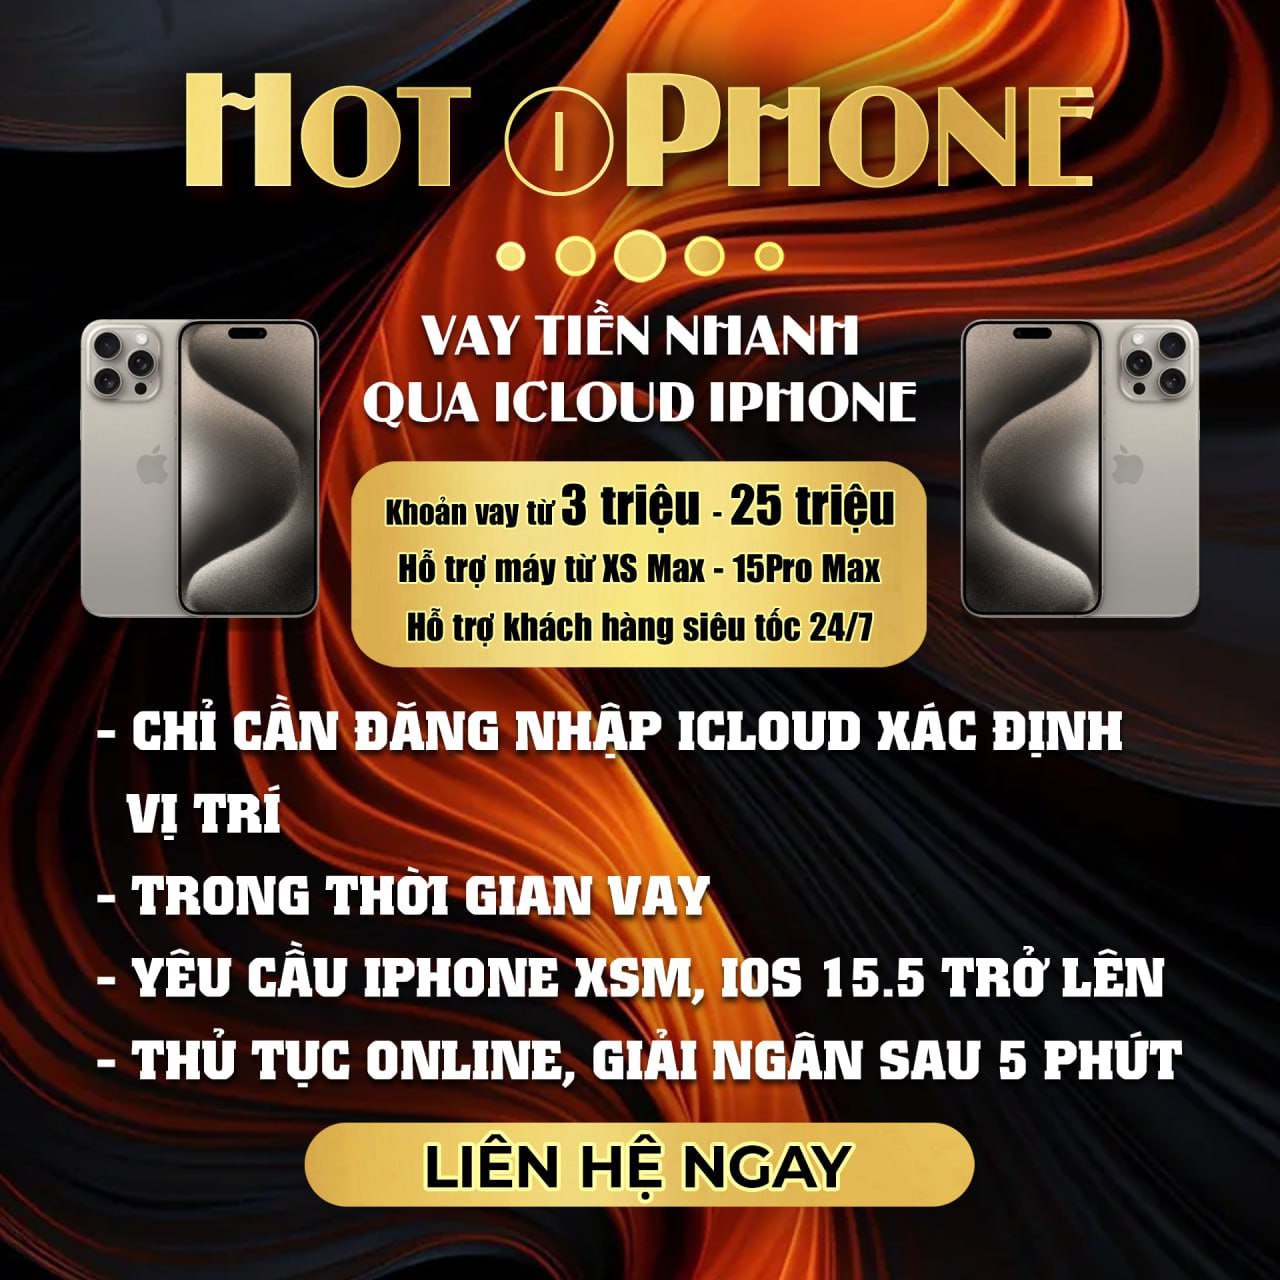 HOT IPHONE
VAY TIỀN NHANH
QUA ICLOUD IPHONE
Khoản vay từ 3 triệu - 25 triệu
Hỗ trợ máy từ XS Max - 15Pro Max
Hỗ trợ khách hàng siêu tốc 24/7
- CHỈ CẦN ĐĂNG NHẬP ICLOUD XÁC ĐỊNH
VỊ TRÍ
- TRONG THỜI GIAN VAY
- YÊU CẦU IPHONE XSM, IOS 15.5 TRỞ LÊN
- THỦ TỤC ONLINE, GIẢI NGÂN SAU 5 PHÚT
LIÊN HỆ NGAY